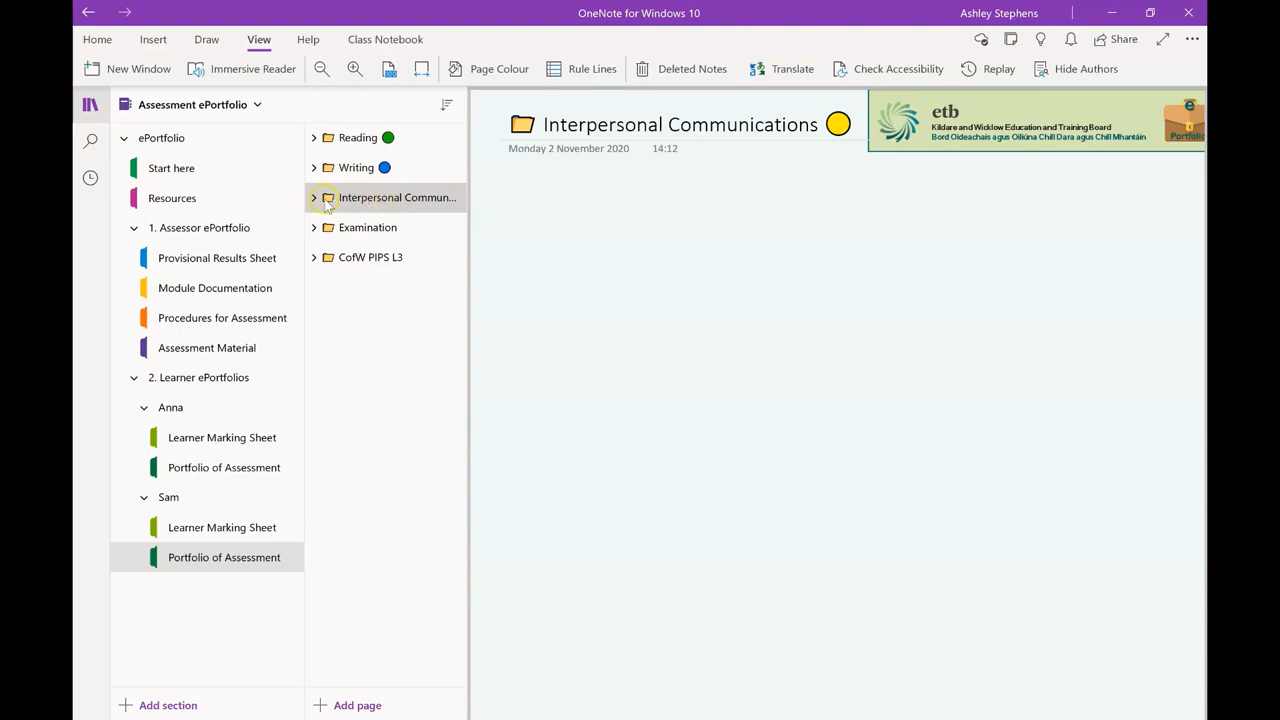 OneNote for Windows 10
Ashley Stephens
Home Insert Draw View Help Class Notebook
Share
New Window Immersive Reader Page Colour Rule Lines Deleted Notes Translate Check Accessibility Replay Hide Authors
Assessment ePortfolio
ePortfolio
Start here
Resources
1. Assessor ePortfolio
Provisional Results Sheet
Module Documentation
Procedures for Assessment
Assessment Material
2. Learner ePortfolios
Anna
Learner Marking Sheet
Portfolio of Assessment
Sam
Learner Marking Sheet
Portfolio of Assessment
Add section
Reading
Writing
Interpersonal Commun...
Examination
CofW PIPS L3
Add page
Interpersonal Communications
Monday 2 November 2020 14:12
etb
Kildare and Wicklow Education and Training Board
Bord Oideachais agus Oiliúna Chill Dara agus Chill Mhantáin
e
Portfolio